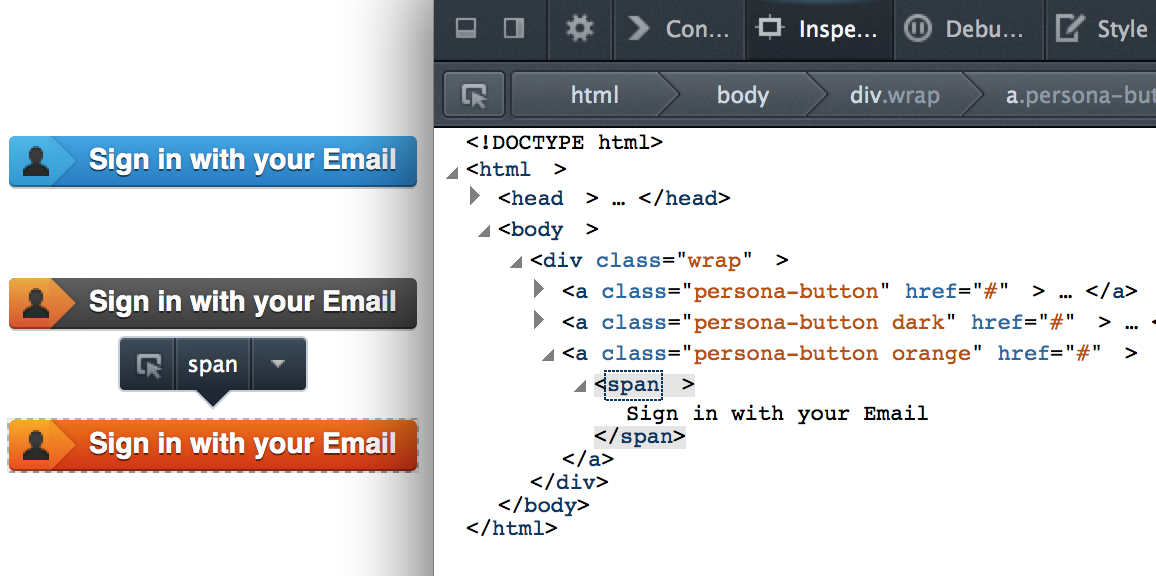 Sign in with your Email
Sign in with your Email
span
Sign in with your Email
Con... Inspe... Debu... Style
html body div.wrap a.persona-but
<!DOCTYPE html>
<html >
<head > … </head>
<body >
<div class="wrap" >
<a class="persona-button" href="#" > … </a>
<a class="persona-button dark" href="#" > … <
<a class="persona-button orange" href="#" >
<span >
Sign in with your Email
</span>
</a>
</div>
</body>
</html>